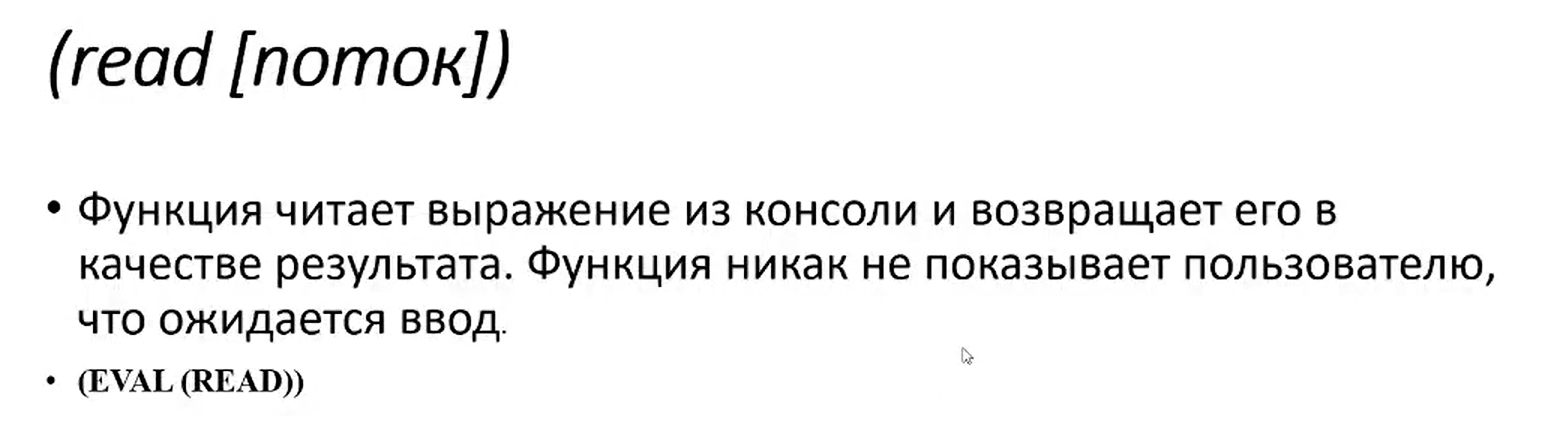 (read [поток])
• Функция читает выражение из консоли и возвращает его в
качестве результата. Функция никак не показывает пользователю,
что ожидается ввод.
• (EVAL (READ))